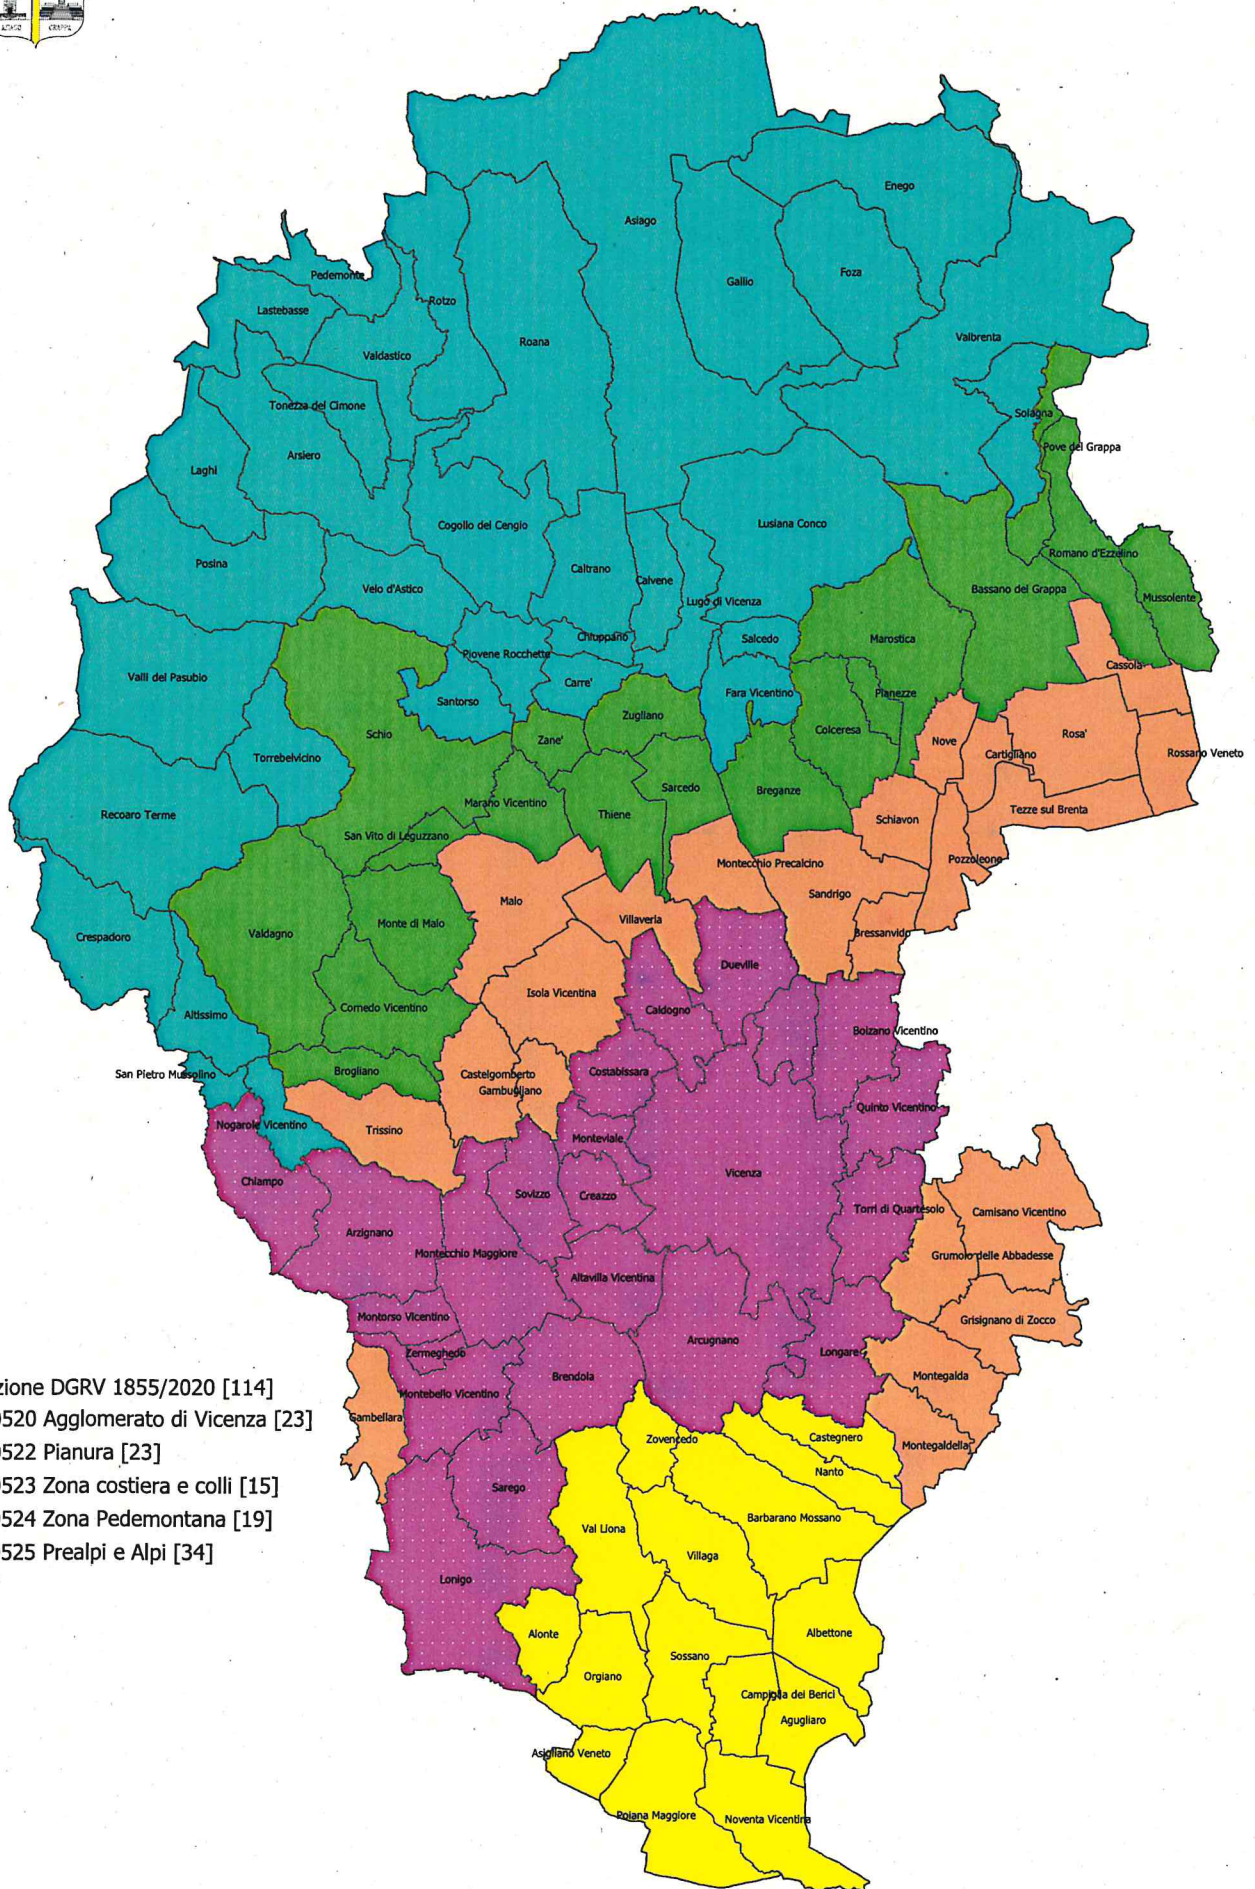 ASIAGO GRAPPA
Enego
Asiago
Foza
Gallio
Pedemonte
Rotzo
Lastebasse
Roana
Valbrenta
Valdastico
Tonezza del Cimone
Solagna
Pove del Grappa
Arsiero
Laghi
Cogollo del Cengio
Lusiana Conco
Romano d'Ezzelino
Posina
Caltrano
Calvene
Velo d'Astico
Bassano del Grappa
Mussolente
Lugo di Vicenza
Chiuppano
Salcedo
Marostica
Piovene Rocchette
Cassola
Valli del Pasubio
Carre'
Fara Vicentino
Pianezze
Santorso
Zugliano
Colceresa
Schio
Zane'
Nove
Rosa'
Cartigliano
Rossano Veneto
Torrebelvicino
Sarcedo
Breganze
Marano Vicentino
Tezze sul Brenta
Recoaro Terme
Thiene
Schiavon
San Vito di Leguzzano
Pozzoleone
Montecchio Precalcino
Sandrigo
Malo
Villaverla
Monte di Malo
Valdagno
Bressanvido
Crespadoro
Dueville
Isola Vicentina
Cornedo Vicentino
Caldogno
Altissimo
Bolzano Vicentino
Brogliano
Costabissara
San Pietro Mussolino
Castelgomberto
Gambugliano
Quinto Vicentino
Nogarole Vicentino
Trissino
Monteviale
Vicenza
Chiampo
Sovizzo
Creazzo
Torri di Quartesolo
Camisano Vicentino
Arzignano
Montecchio Maggiore
Grumolo delle Abbadesse
Altavilla Vicentina
Montorso Vicentino
Grisignano di Zocco
Arcugnano
Zermeghedo
Longare
Brendola
Montegalda
zione DGRV 1855/2020 [114]
Montebello Vicentino
0520 Agglomerato di Vicenza [23]
Gambellara
Zovencedo
Castegnero
Montegaldella
0522 Pianura [23]
Nanto
0523 Zona costiera e colli [15]
Sarego
0524 Zona Pedemontana [19]
Barbarano Mossano
Val Liona
0525 Prealpi e Alpi [34]
Villaga
Lonigo
Alonte
Albettone
Sossano
Orgiano
Campiglia dei Berici
Agugliaro
Asigliano Veneto
Poiana Maggiore
Noventa Vicentina